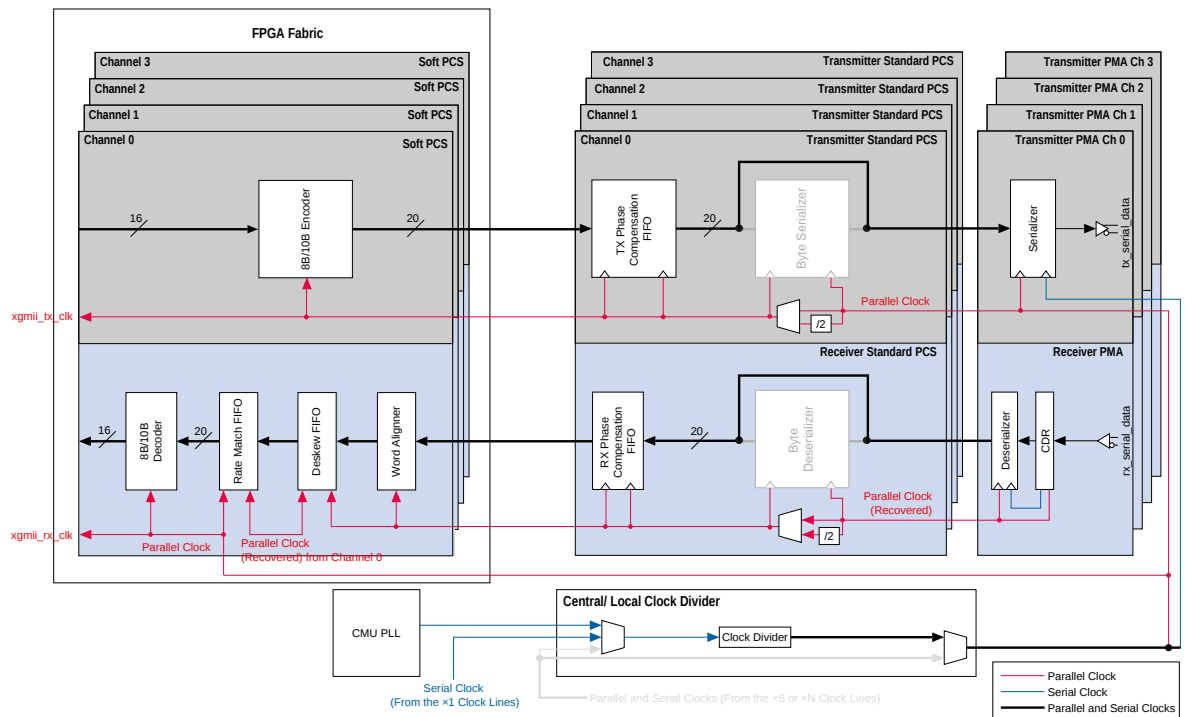 FPGA Fabric
Channel 3
Soft PCS
Channel 2
Soft PCS
Channel 1
Soft PCS
Channel 0
Soft PCS
Channel 3
Transmitter Standard PCS
Channel 2
Transmitter Standard PCS
Channel 1
Transmitter Standard PCS
Channel 0
Transmitter Standard PCS
Transmitter PMA Ch 3
Transmitter PMA Ch 2
Transmitter PMA Ch 1
Transmitter PMA Ch 0
16
8B/10B Encoder
20
TX Phase
Compensation
FIFO
20
Byte Serializer
Serializer
tx_serial_data
xgmii_tx_clk
/2
Parallel Clock
Receiver Standard PCS
Receiver PMA
16
8B/10B
Decoder
20
Rate Match FIFO
Deskew FIFO
Word Alignner
RX Phase
Compensation
FIFO
20
Byte
Deserializer
Deserializer
CDR
rx_serial_data
xgmii_rx_clk
Parallel Clock
Parallel Clock
(Recovered) from Channel 0
/2
Parallel Clock
(Recovered)
CMU PLL
Central/ Local Clock Divider
Clock Divider
Serial Clock
(From the ×1 Clock Lines)
Parallel and Serial Clocks (From the ×6 or ×N Clock Lines)
Parallel Clock
Serial Clock
Parallel and Serial Clocks